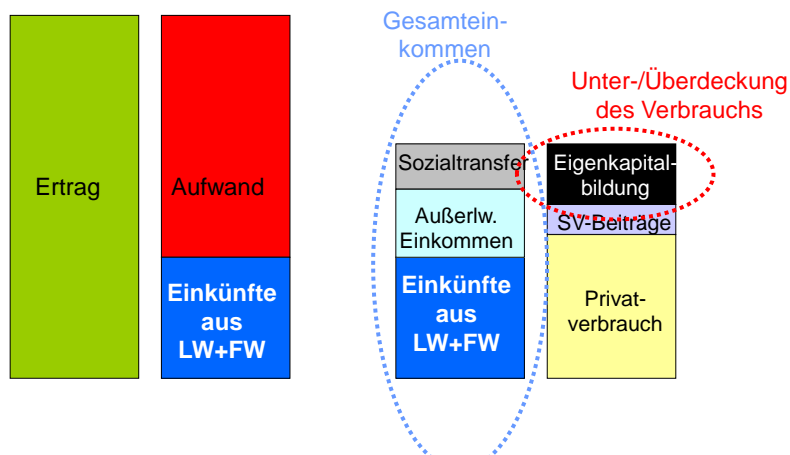 Gesamtein-
kommen
Unter-/Überdeckung
des Verbrauchs
Ertrag
Aufwand
Einkünfte
aus
LW+FW
Sozialtransfer
Außerlw.
Einkommen
Einkünfte
aus
LW+FW
Eigenkapital-
bildung
SV-Beiträge
Privat-
verbrauch